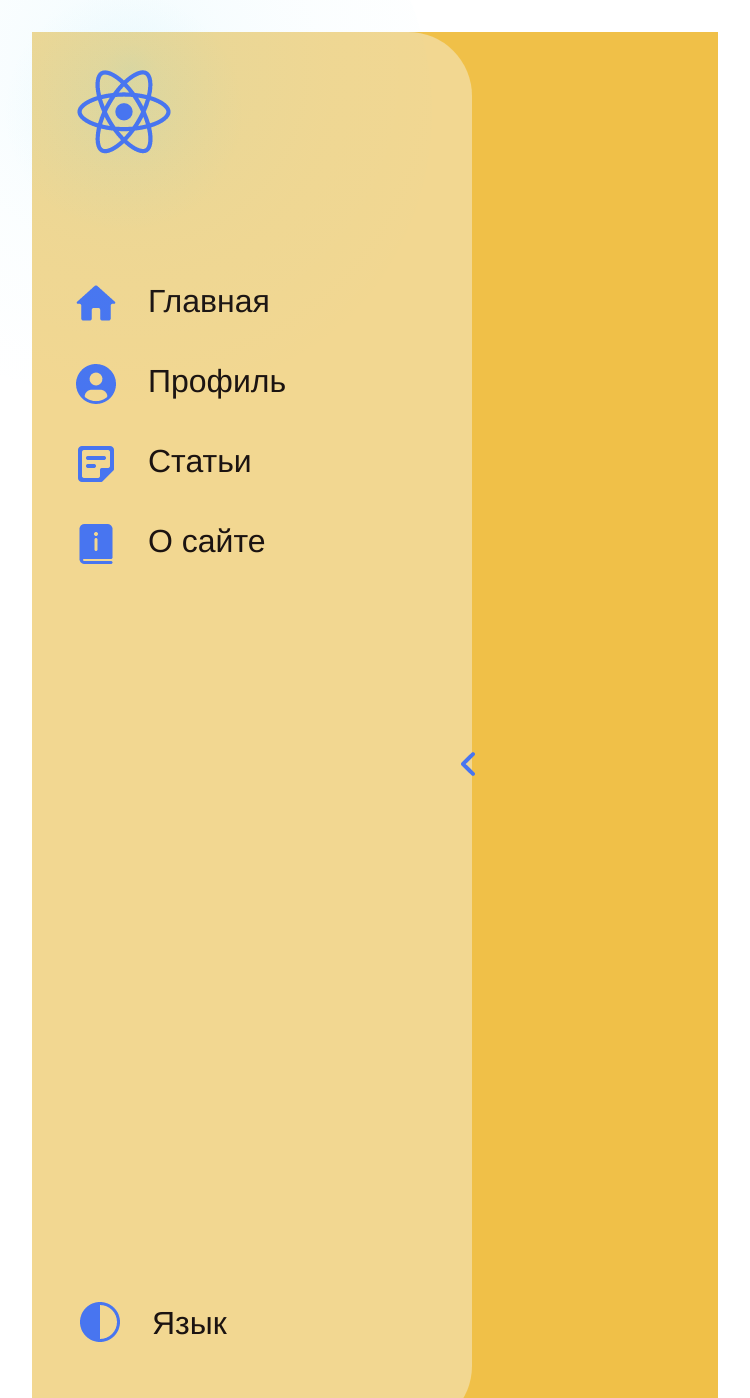 Главная
Профиль
Статьи
О сайте
Язык